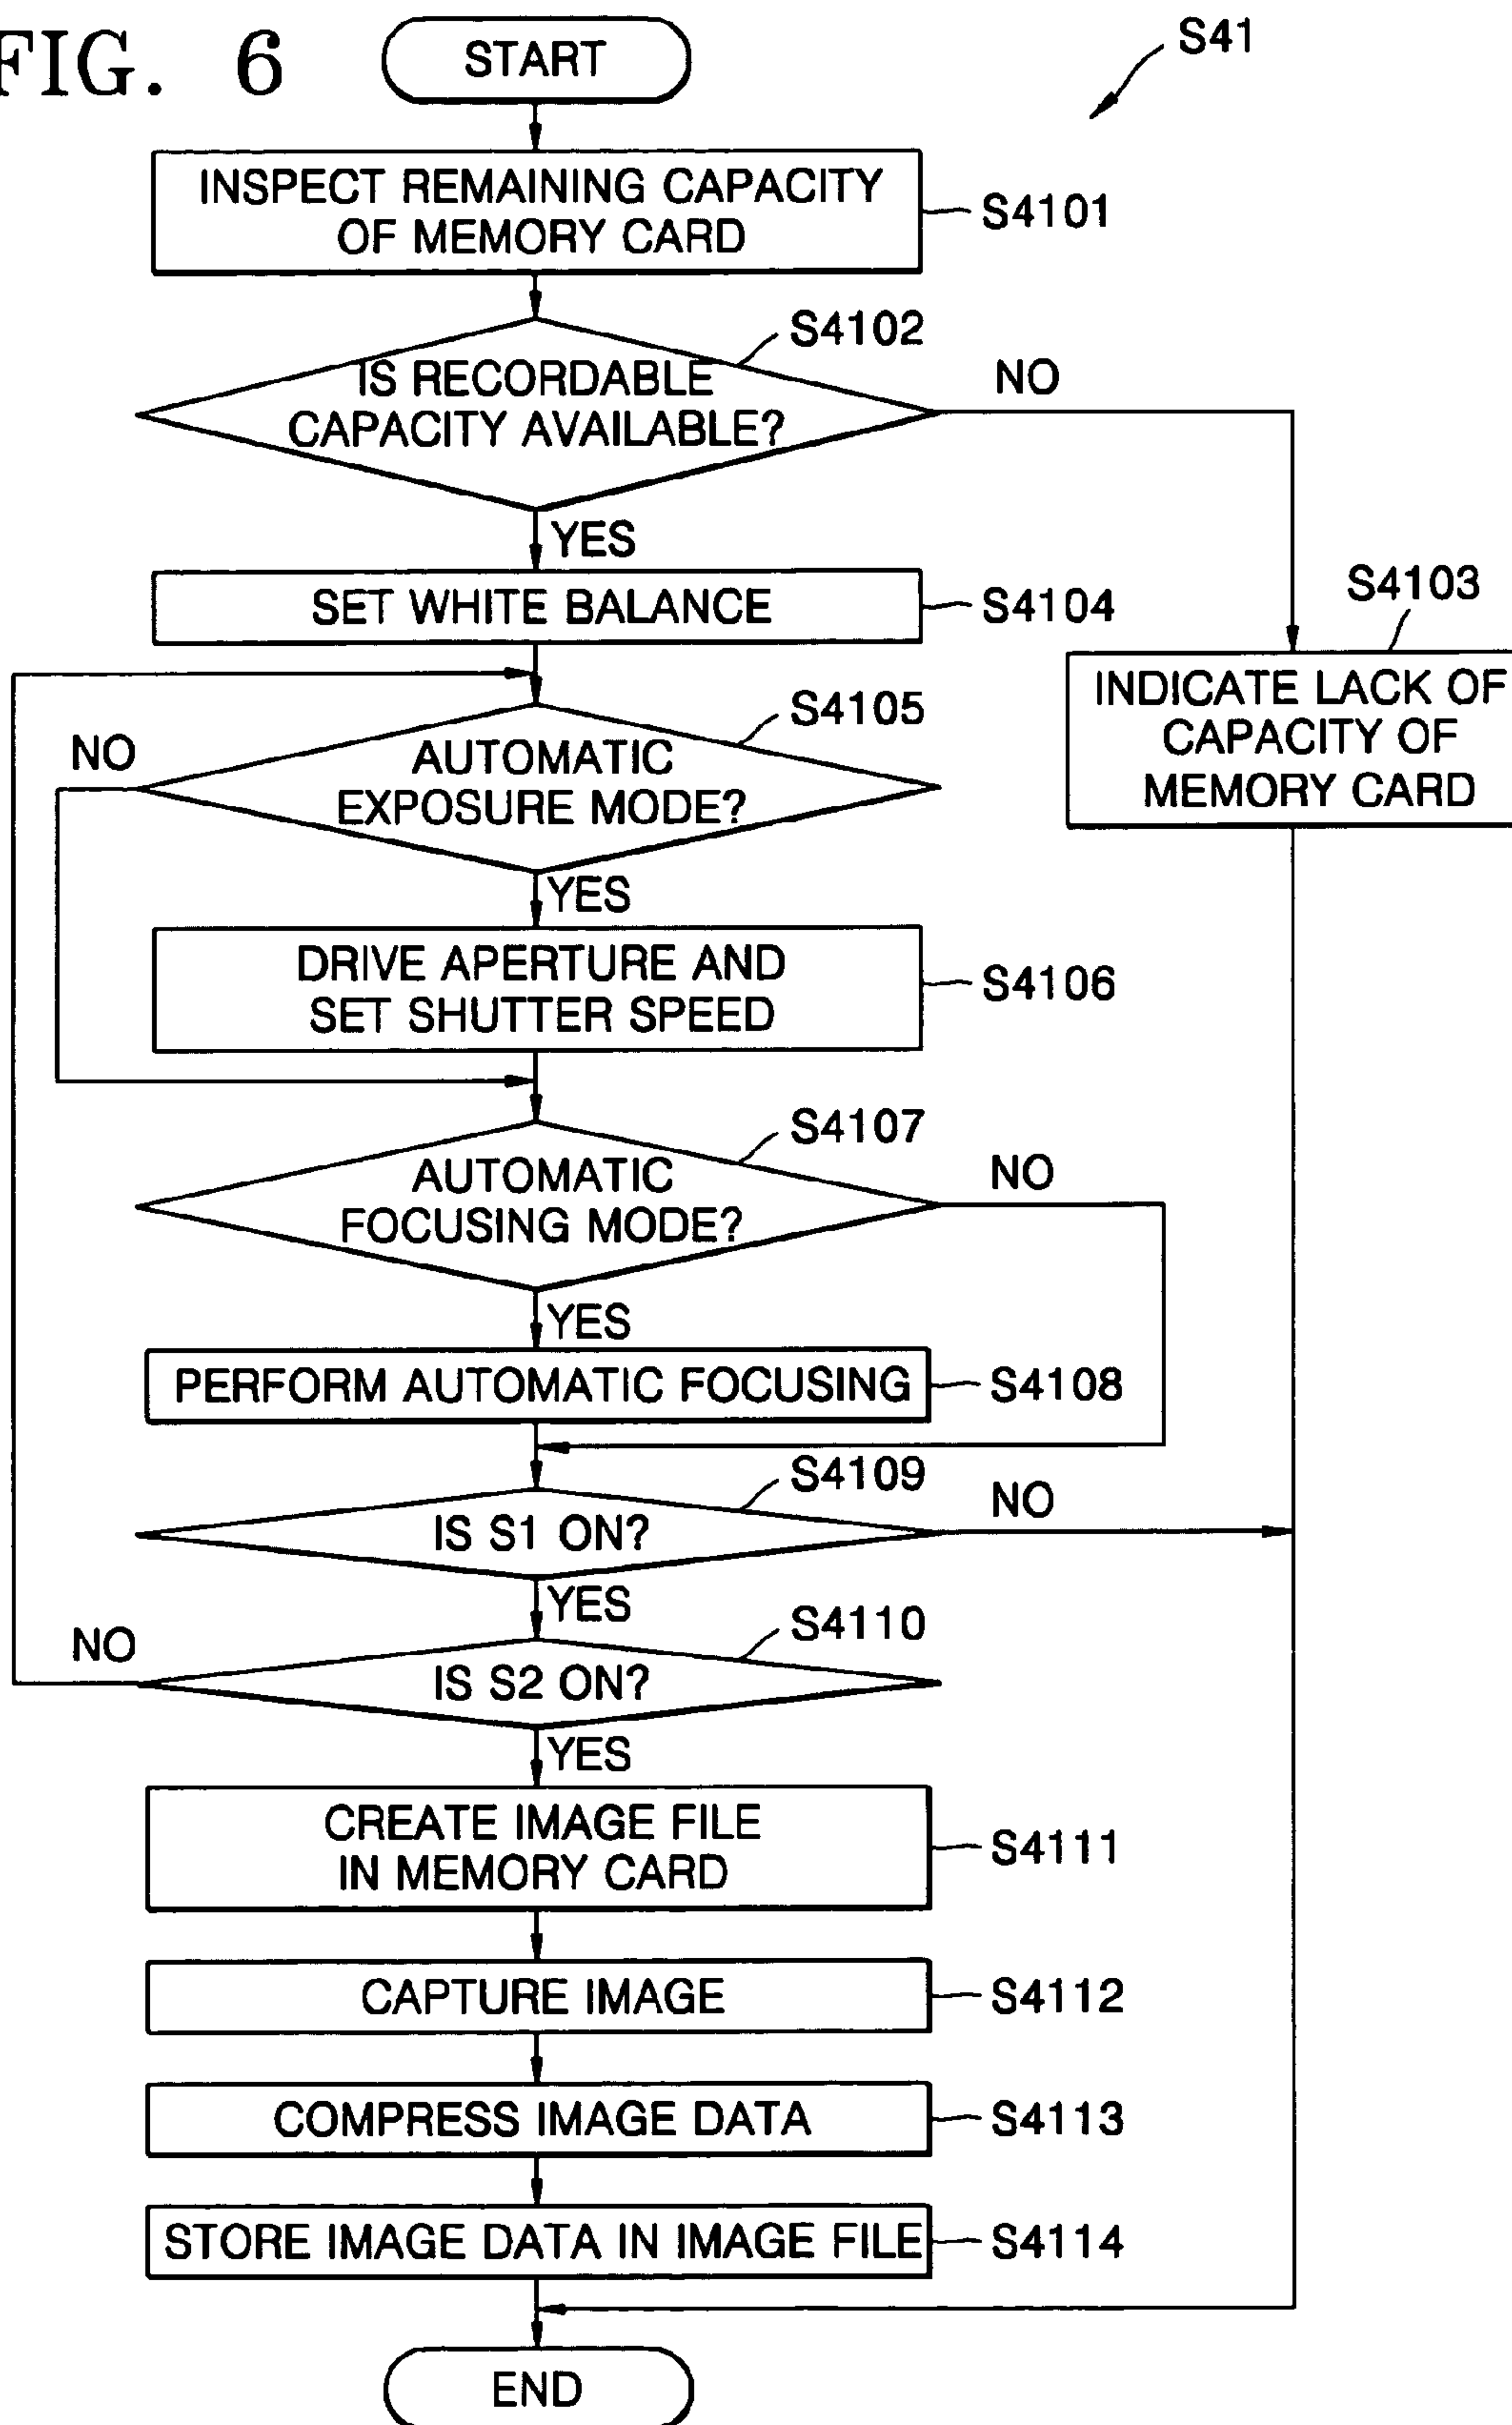 FIG. 6
START
S41
INSPECT REMAINING CAPACITY
OF MEMORY CARD
S4101
S4102
IS RECORDABLE
CAPACITY AVAILABLE?
NO
YES
SET WHITE BALANCE
S4104
S4103
INDICATE LACK OF
CAPACITY OF
MEMORY CARD
S4105
NO
AUTOMATIC
EXPOSURE MODE?
YES
DRIVE APERTURE AND
SET SHUTTER SPEED
S4106
S4107
AUTOMATIC
FOCUSING MODE?
NO
YES
PERFORM AUTOMATIC FOCUSING
S4108
S4109
IS S1 ON?
NO
YES
S4110
NO
IS S2 ON?
YES
CREATE IMAGE FILE
IN MEMORY CARD
S4111
CAPTURE IMAGE
S4112
COMPRESS IMAGE DATA
S4113
STORE IMAGE DATA IN IMAGE FILE
S4114
END